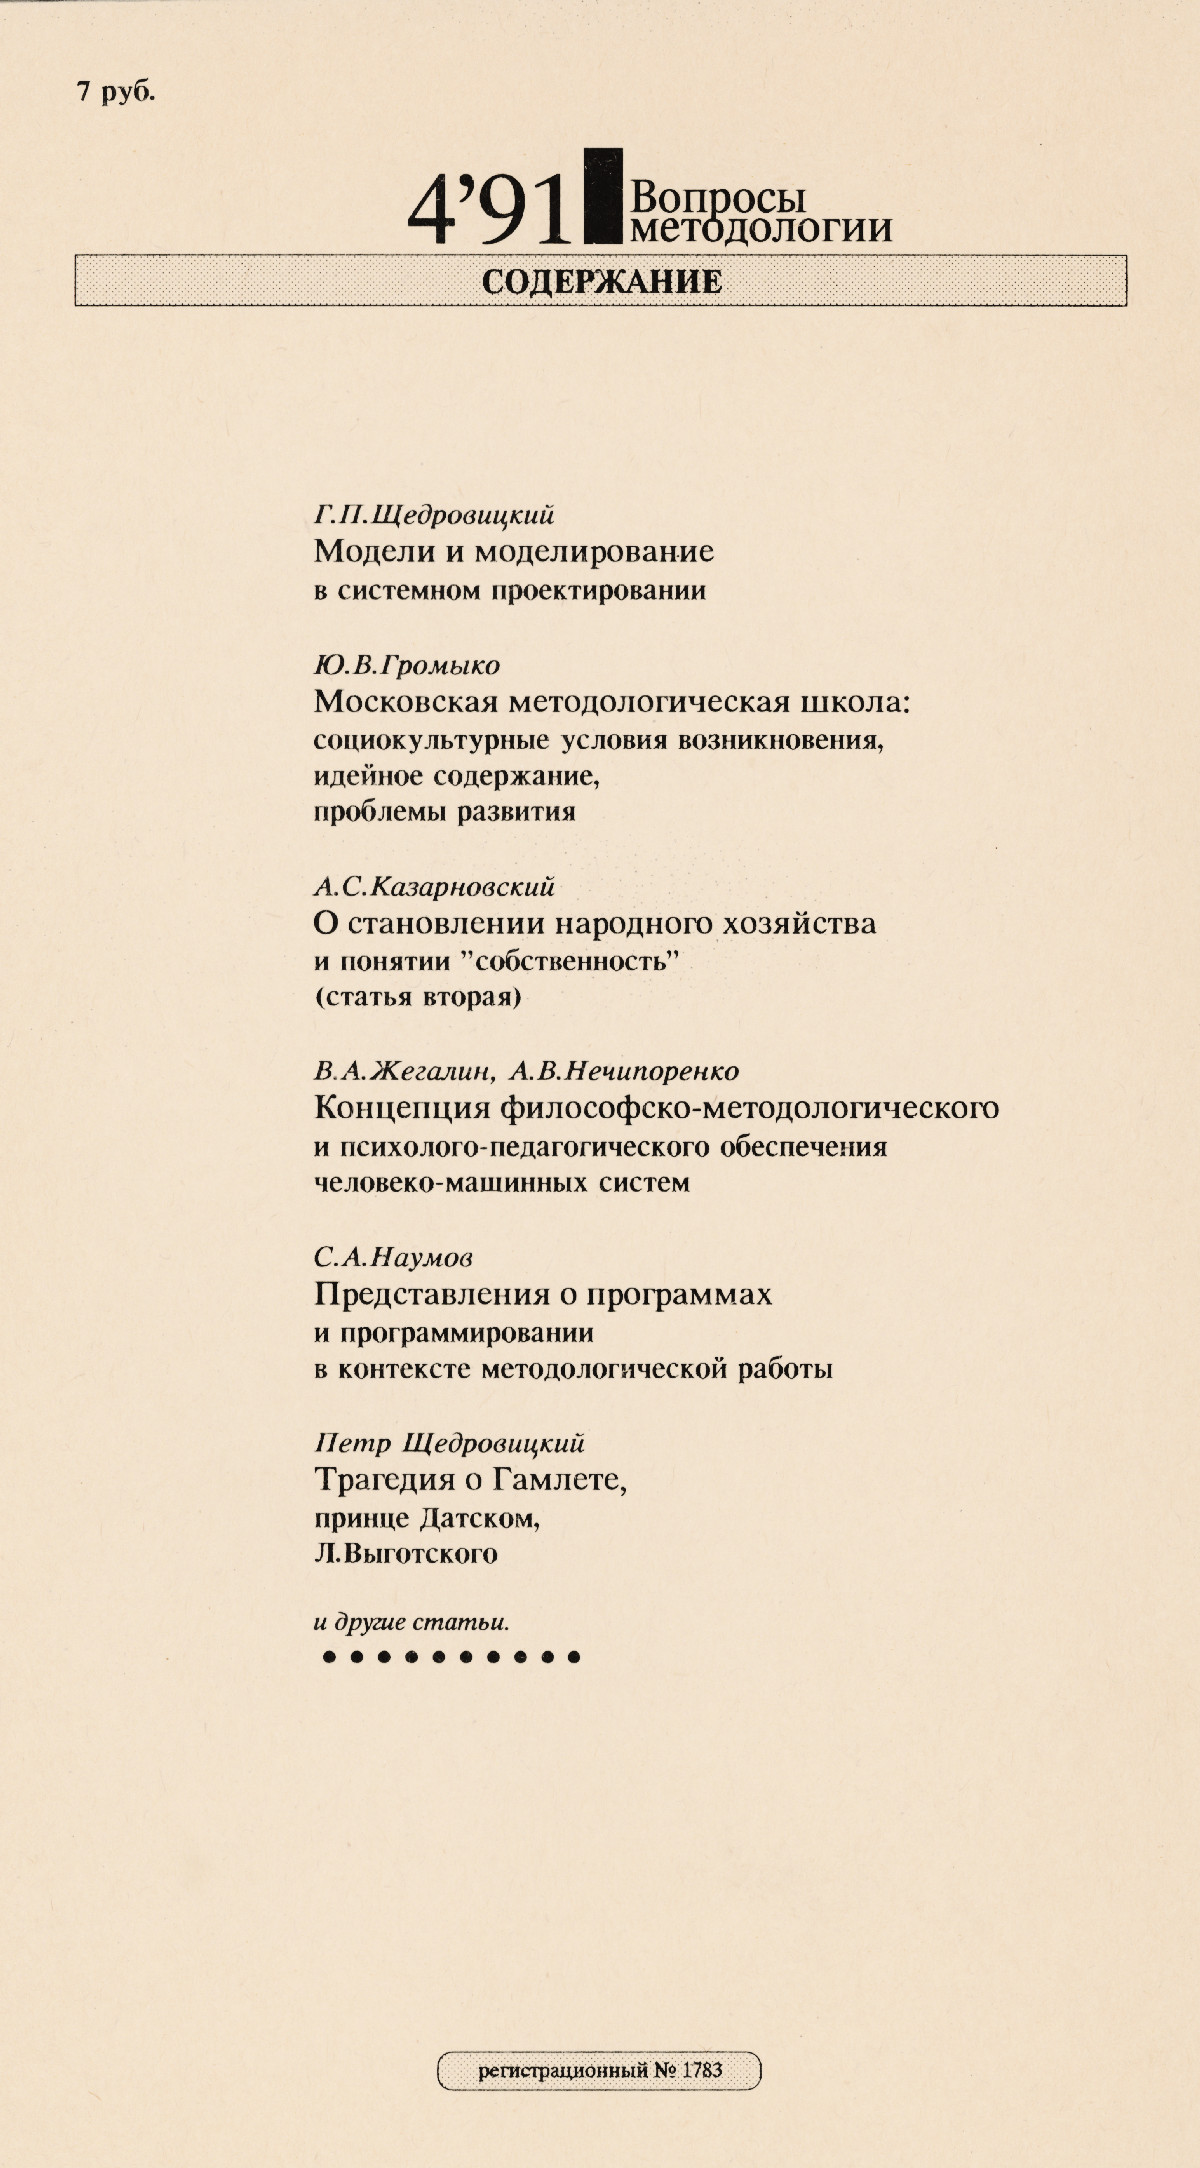 7 руб.
4’91 Вопросы
методологии
СОДЕРЖАНИЕ
Г.П.Щедровицкий
Модели и моделирование
в системном проектировании
Ю.В.Громыко
Московская методологическая школа:
социокультурные условия возникновения,
идейное содержание,
проблемы развития
А.С.Казарновский
О становлении народного хозяйства
и понятии ”собственность”
(статья вторая)
В.А.Жегалин, А.В.Нечипоренко
Концепция философско-методологического
и психолого-педагогического обеспечения
человеко-машинных систем
С.А.Наумов
Представления о программах
и программировании
в контексте методологической работы
Петр Щедровицкий
Трагедия о Гамлете,
принце Датском,
Л.Выготского
и другие статьи.
регистрационный № 1783